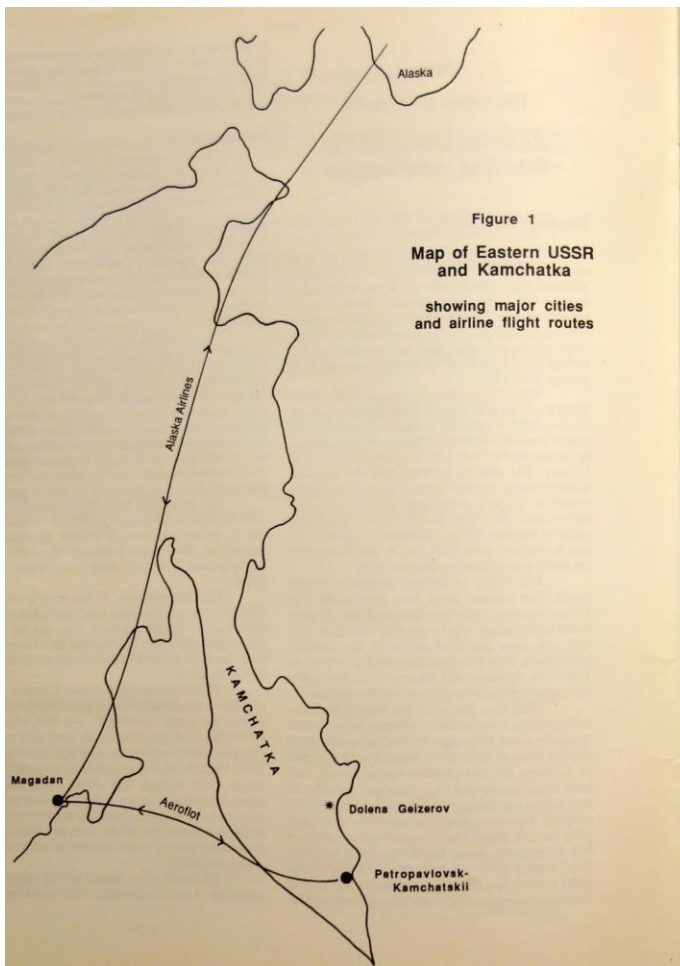 Alaska
Figure 1
Map of Eastern USSR
and Kamchatka
showing major cities
and airline flight routes
Alaska Airlines
KAMCHATKA
Magadan
Aeroflot
Dolena Geizerov
Petropavlovsk-
Kamchatskii